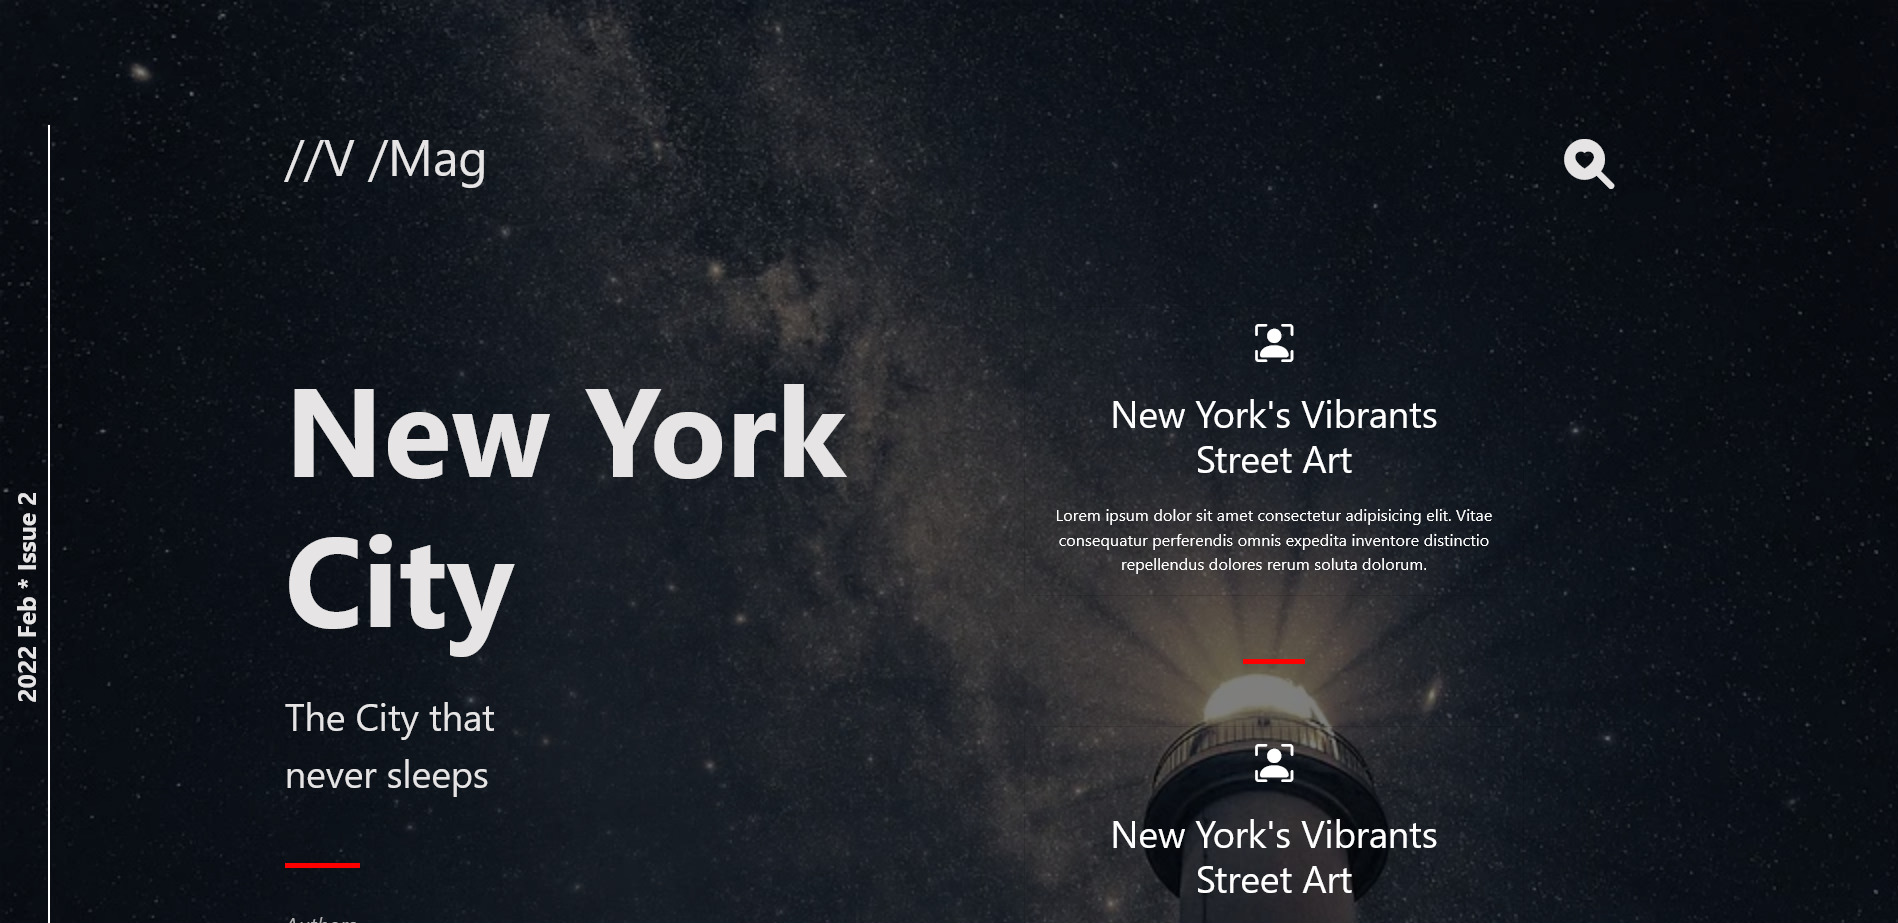 //V /Mag
2022 Feb * Issue 2
New York
City
The City that
never sleeps
Authors
New York's Vibrants
Street Art
Lorem ipsum dolor sit amet consectetur adipisicing elit. Vitae
consequatur perferendis omnis expedita inventore distinctio
repellendus dolores rerum soluta dolorum.
New York's Vibrants
Street Art